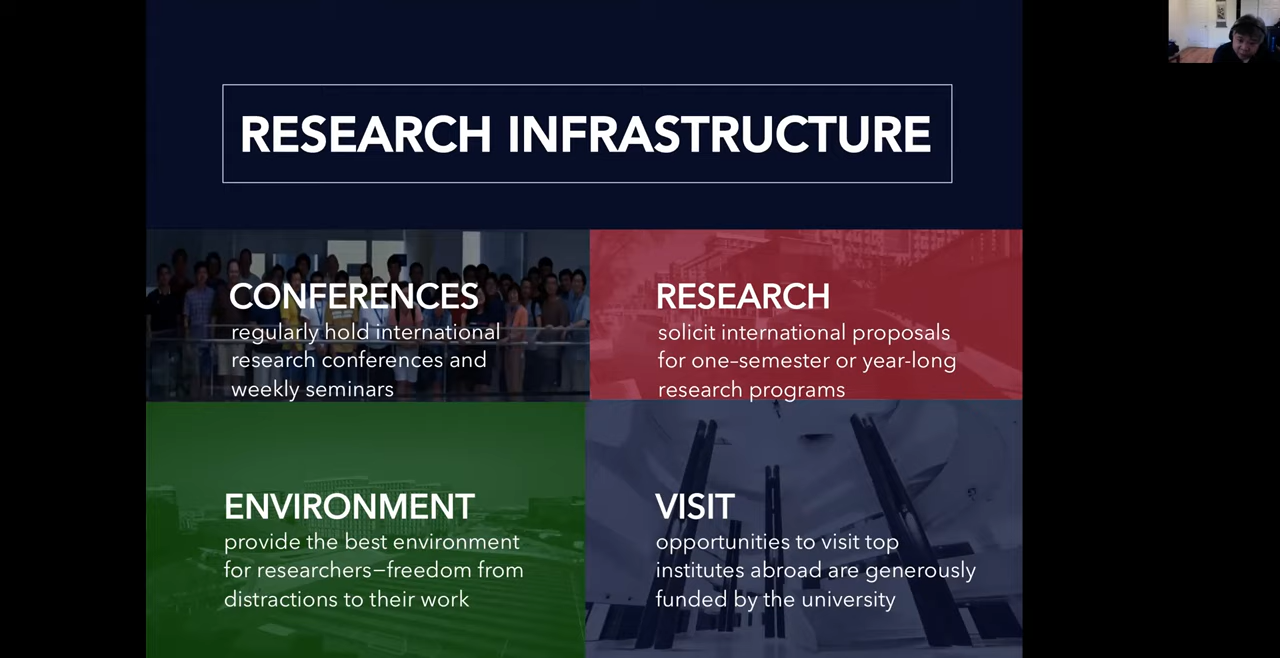 RESEARCH INFRASTRUCTURE
CONFERENCES
regularly hold international
research conferences and
weekly seminars
RESEARCH
solicit international proposals
for one–semester or year-long
research programs
ENVIRONMENT
provide the best environment
for researchers–freedom from
distractions to their work
VISIT
opportunities to visit top
institutes abroad are generously
funded by the university